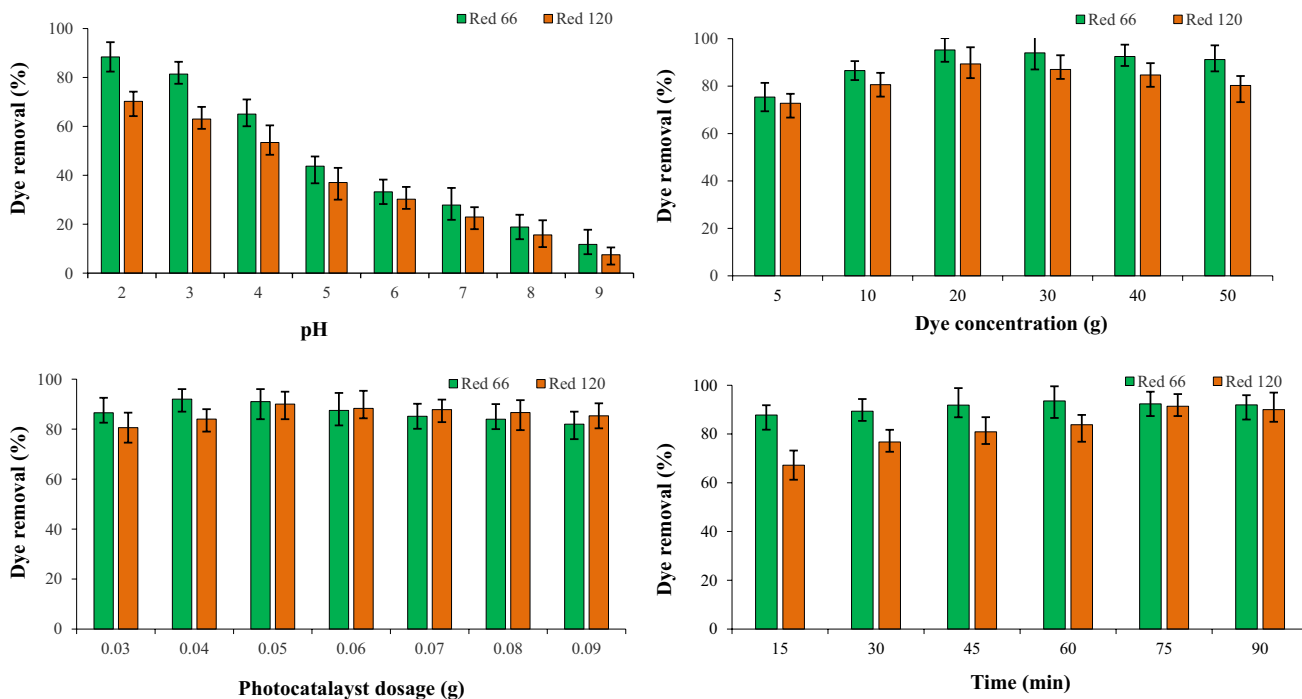 Red 66 Red 120
Dye removal (%)
100
80
60
40
20
0
2 3 4 5 6 7 8 9
pH
Red 66 Red 120
Dye removal (%)
100
80
60
40
20
0
5 10 20 30 40 50
Dye concentration (g)
Red 66 Red 120
Dye removal (%)
100
80
60
40
20
0
0.03 0.04 0.05 0.06 0.07 0.08 0.09
Photocatalayst dosage (g)
Red 66 Red 120
Dye removal (%)
100
80
60
40
20
0
15 30 45 60 75 90
Time (min)